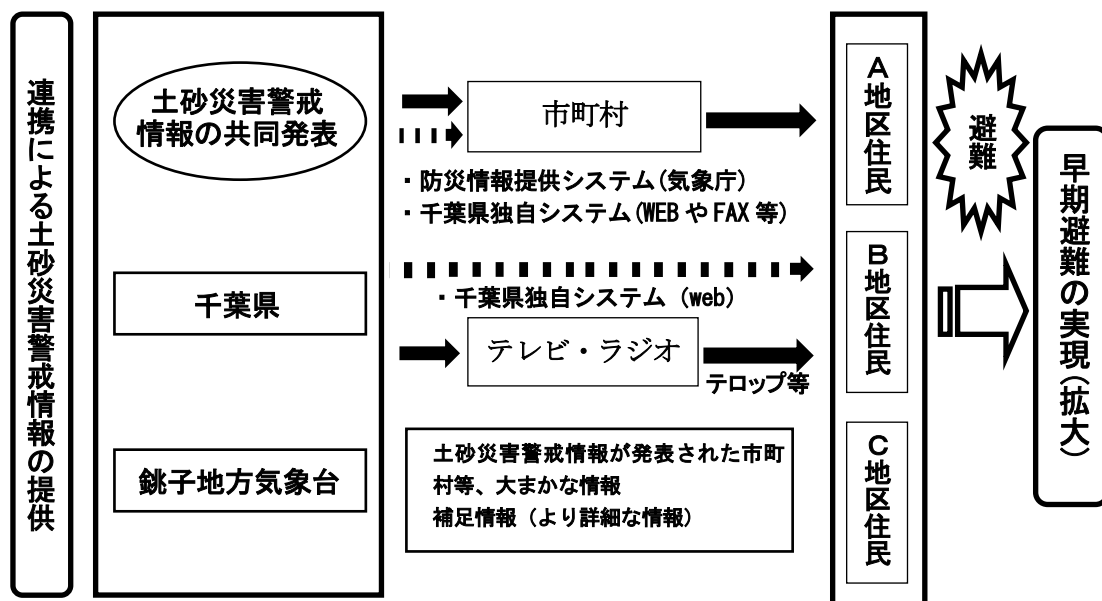 連携による土砂災害警戒情報の提供
土砂災害警戒
情報の共同発表
千葉県
銚子地方気象台
市町村
・防災情報提供システム(気象庁)
・千葉県独自システム(WEB や FAX 等)
・千葉県独自システム（web）
テレビ・ラジオ
テロップ等
土砂災害警戒情報が発表された市町
村等、大まかな情報
補足情報（より詳細な情報）
A地区住民
B地区住民
C地区住民
避難
早期避難の実現(拡大)